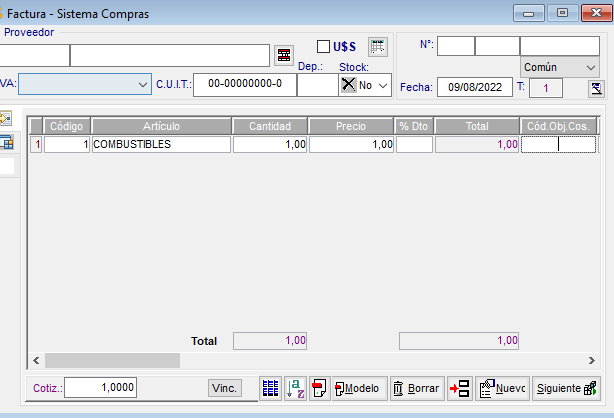 Factura - Sistema Compras
Proveedor
U$S
N°:
Dep.: Stock:
Común
VA: C.U.I.T.: 00-00000000-0 No Fecha: 09/08/2022 T: 1
Código Artículo Cantidad Precio % Dto Total Cód.Obj.Cos.
1 1 COMBUSTIBLES 1,00 1,00 1,00
Total 1,00 1,00
Cotiz.: 1,0000 Vinc. Modelo Borrar Nuevo Siguiente